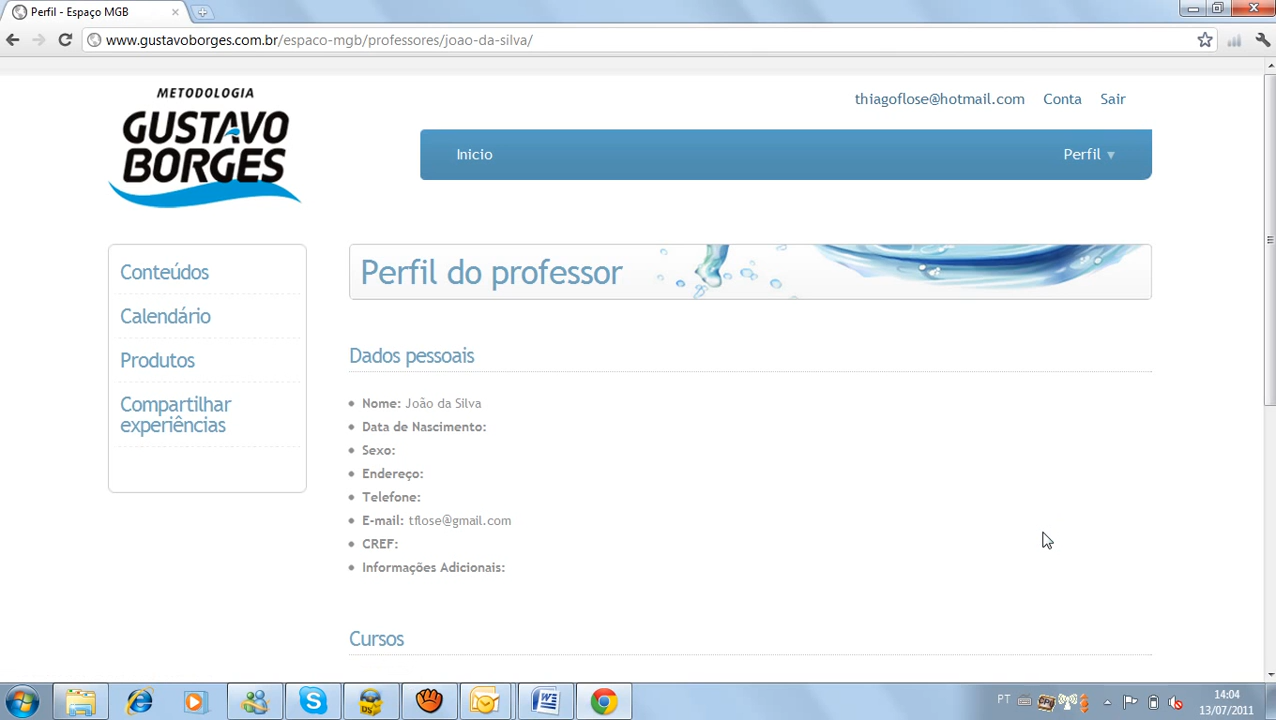 Perfil - Espaço MGB
www.gustavoborges.com.br/espaco-mgb/professores/joao-da-silva/
METODOLOGIA
GUSTAVO
BORGES
thiagoflose@hotmail.com Conta Sair
Inicio Perfil
Conteúdos
Calendário
Produtos
Compartilhar
experiências
Perfil do professor
Dados pessoais
Nome: João da Silva
Data de Nascimento:
Sexo:
Endereço:
Telefone:
E-mail: tflose@gmail.com
CREF:
Informações Adicionais:
Cursos
PT
14:04
13/07/2011